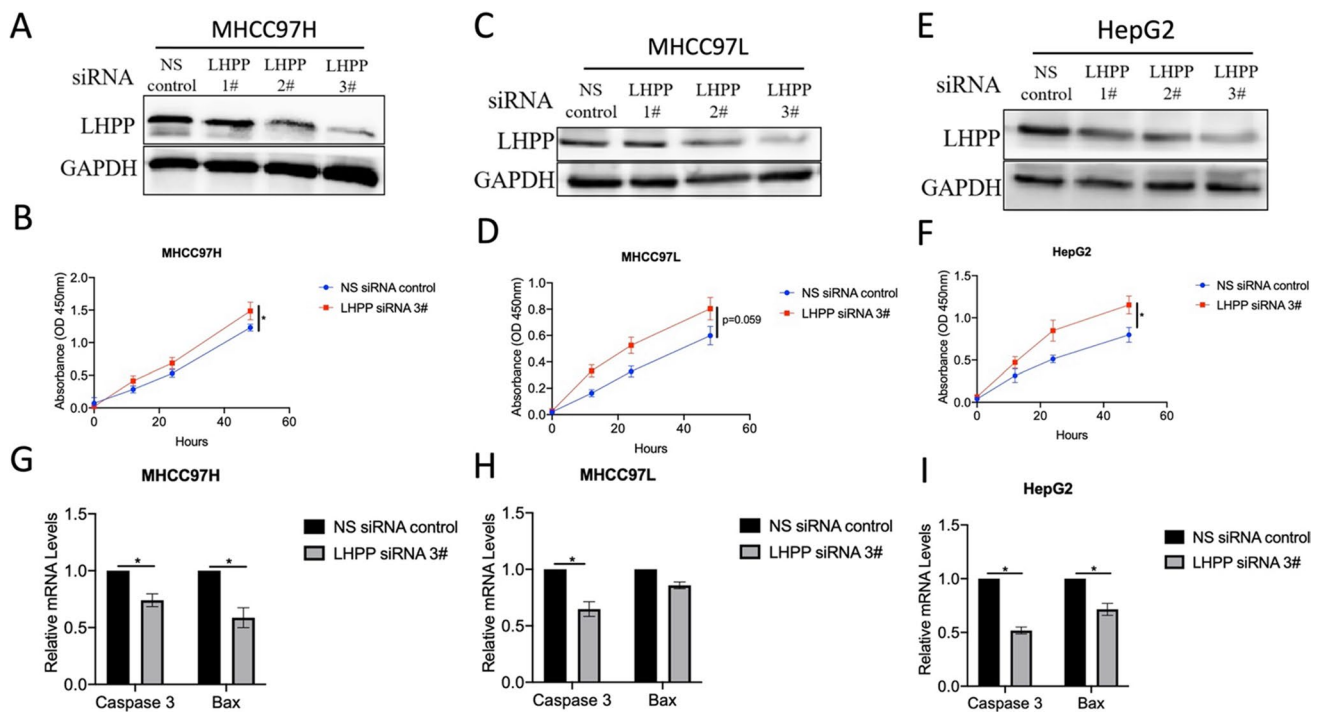 A
MHCC97H
siRNA
NS control
LHPP 1#
LHPP 2#
LHPP 3#
LHPP
GAPDH
C
MHCC97L
siRNA
NS control
LHPP 1#
LHPP 2#
LHPP 3#
LHPP
GAPDH
E
HepG2
siRNA
NS control
LHPP 1#
LHPP 2#
LHPP 3#
LHPP
GAPDH
B
MHCC97H
Absorbance (OD 450nm)
2.0
1.5
1.0
0.5
0.0
0 20 40 60
Hours
NS siRNA control
LHPP siRNA 3#
*
D
MHCC97L
Absorbance (OD 450nm)
1.0
0.8
0.6
0.4
0.2
0.0
0 20 40 60
Hours
NS siRNA control
LHPP siRNA 3#
p=0.059
F
HepG2
Absorbance (OD 450nm)
1.5
1.0
0.5
0.0
0 20 40 60
Hours
NS siRNA control
LHPP siRNA 3#
*
G
MHCC97H
Relative mRNA Levels
1.5
1.0
0.5
0.0
* *
Caspase 3 Bax
NS siRNA control
LHPP siRNA 3#
H
MHCC97L
Relative mRNA Levels
1.5
1.0
0.5
0.0
*
Caspase 3 Bax
NS siRNA control
LHPP siRNA 3#
I
HepG2
Relative mRNA Levels
1.5
1.0
0.5
0.0
* *
Caspase 3 Bax
NS siRNA control
LHPP siRNA 3#